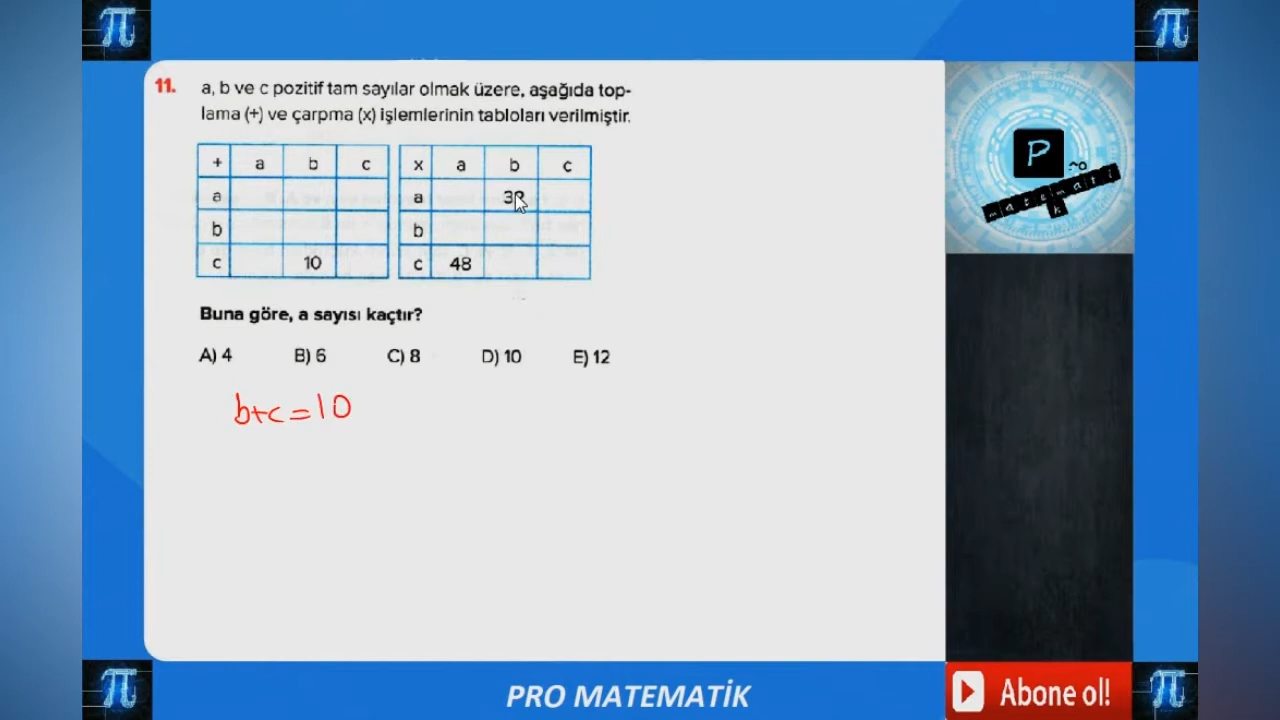 11. a, b ve c pozitif tam sayılar olmak üzere, aşağıda top-
lama (+) ve çarpma (x) işlemlerinin tabloları verilmiştir.
+ a b c
a
b
c 10
x a b c
a
b
c 48
Buna göre, a sayısı kaçtır?
A) 4 B) 6 C) 8 D) 10 E) 12
b+c=10
P
matematik
PRO MATEMATİK
Abone ol!
π
π
π
π